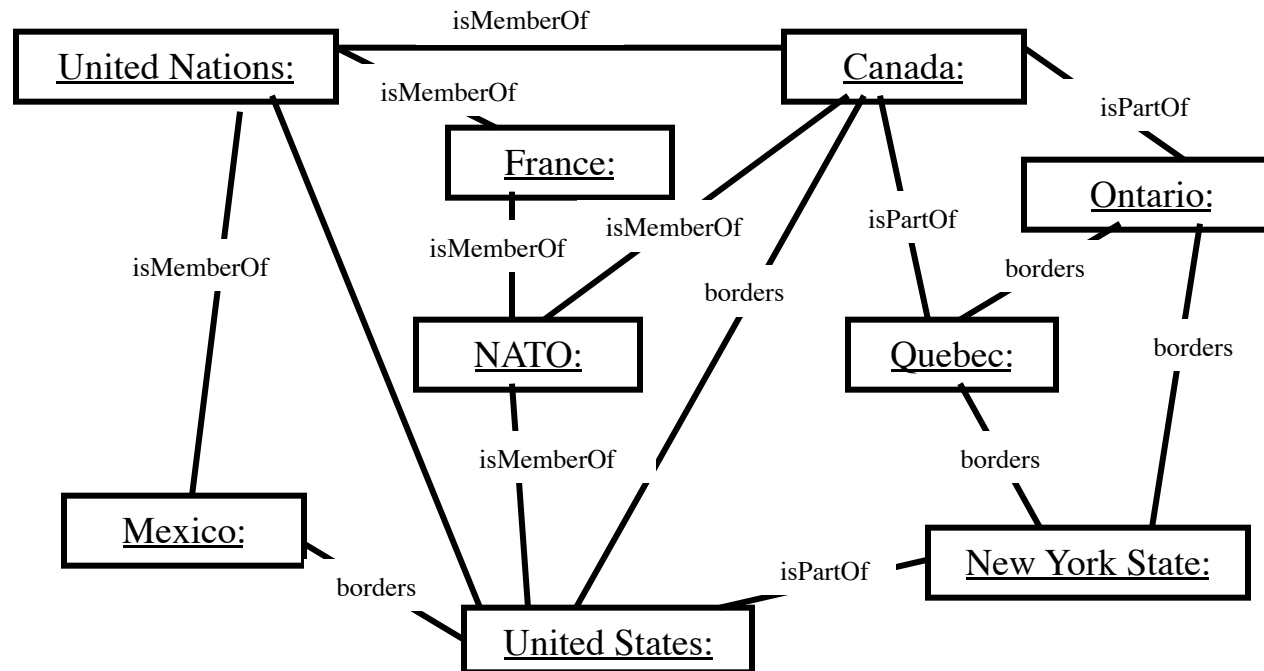 isMemberOf
United Nations:
Canada:
isMemberOf
isPartOf
France:
Ontario:
isMemberOf
isMemberOf
isPartOf
isMemberOf
borders
borders
NATO:
Quebec:
borders
isMemberOf
borders
Mexico:
New York State:
isPartOf
borders
United States: